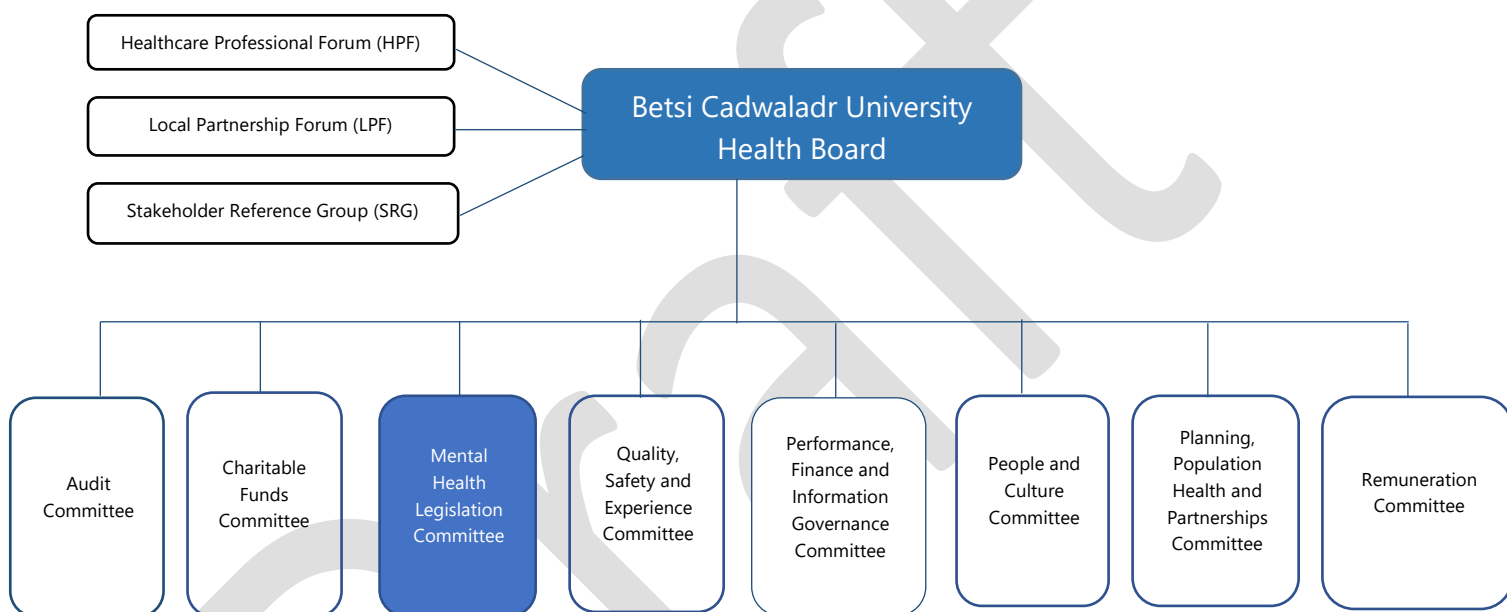 Healthcare Professional Forum (HPF)
Local Partnership Forum (LPF)
Stakeholder Reference Group (SRG)
Betsi Cadwaladr University
Health Board
Audit
Committee
Charitable
Funds
Committee
Mental
Health
Legislation
Committee
Quality,
Safety and
Experience
Committee
Performance,
Finance and
Information
Governance
Committee
People and
Culture
Committee
Planning,
Population
Health and
Partnerships
Committee
Remuneration
Committee